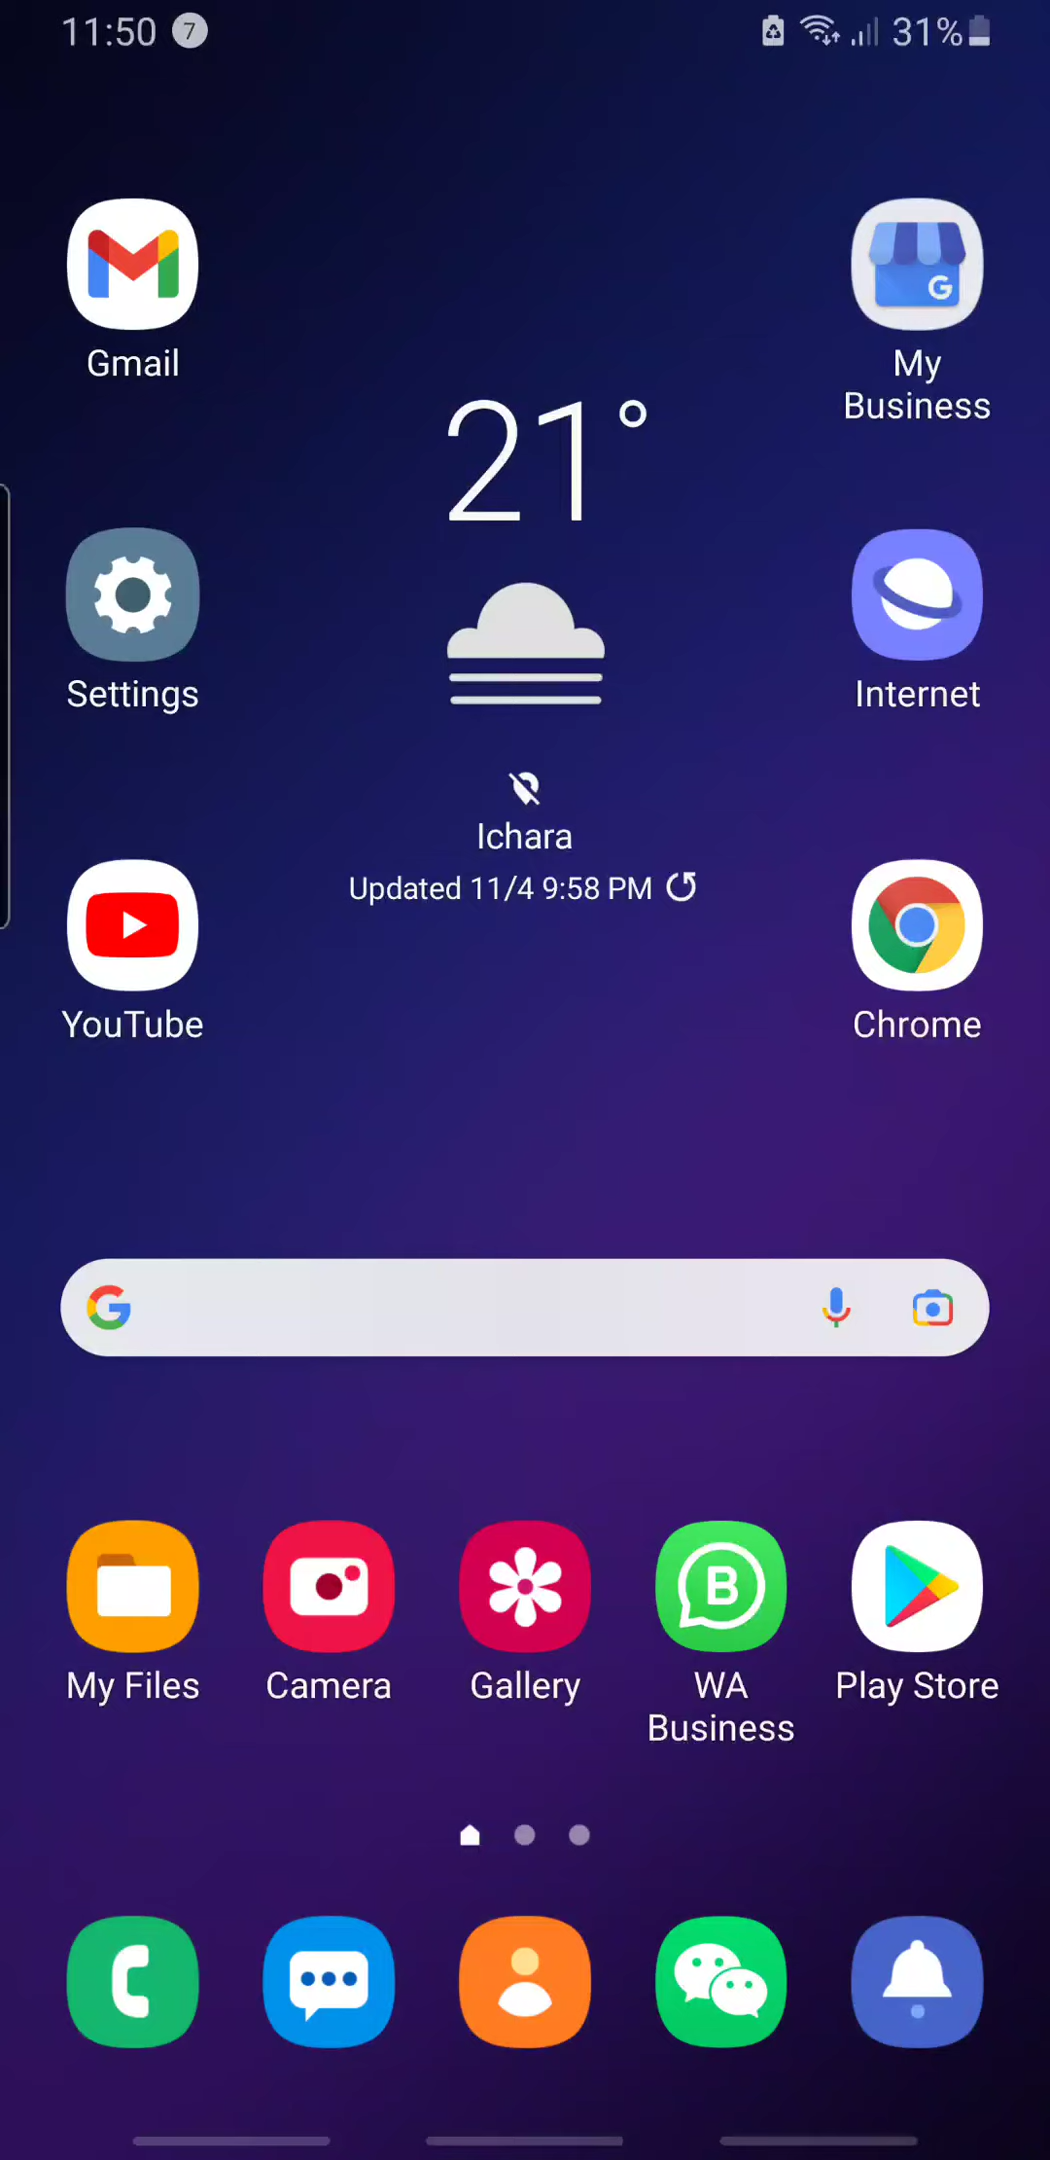 11:50 7 31%
Gmail
My
Business
21°
Settings
Internet
Ichara
Updated 11/4 9:58 PM
YouTube
Chrome
G
My Files
Camera
Gallery
B
WA
Business
Play Store